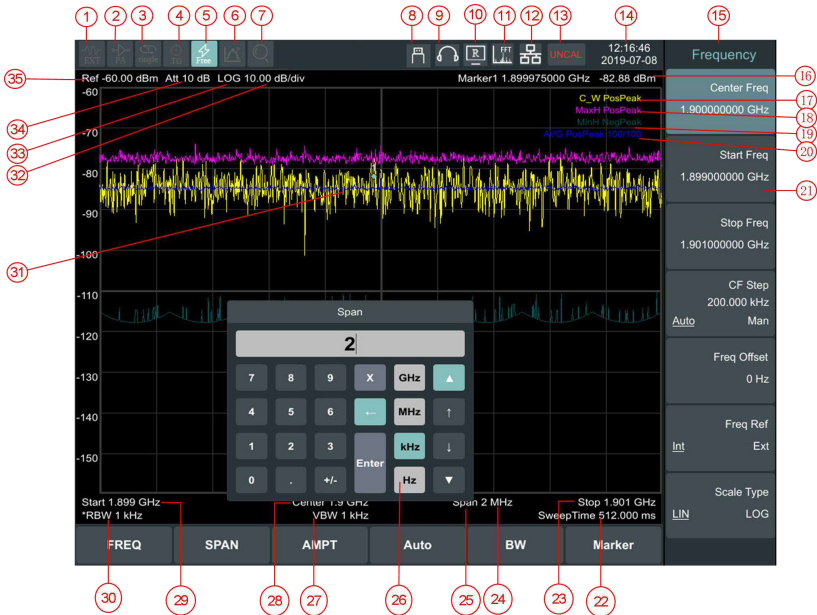 1 2 3 4 5 6 7 8 9 10 11 12 13 14 15
EXT PA Single TG Free R FFT UNCAL 12:16:46 Frequency
2019-07-08
35 Ref -60.00 dBm Att 10 dB LOG 10.00 dB/div Marker1 1.899975000 GHz -82.88 dBm 16
-60 C_W PosPeak 17
MaxH PosPeak 18
MinH NegPeak 19
AVG PosPeak 100/100 20
34
33
32
31
-70
-80
-90
-100
-110
-120
-130
-140
-150
Center Freq
1.900000000 GHz
Start Freq
1.899000000 GHz 21
Stop Freq
1.901000000 GHz
CF Step
200.000 kHz
Auto Man
Freq Offset
0 Hz
Freq Ref
Int Ext
Scale Type
LIN LOG
Span
2
7 8 9 X GHz ▲
4 5 6 ← MHz ↑
1 2 3 Enter kHz ↓
0 . +/- Hz ▼
Start 1.899 GHz Center 1.9 GHz Span 2 MHz Stop 1.901 GHz
*RBW 1 kHz VBW 1 kHz SweepTime 512.000 ms
FREQ SPAN AMPT Auto BW Marker
30 29 28 27 26 25 24 23 22